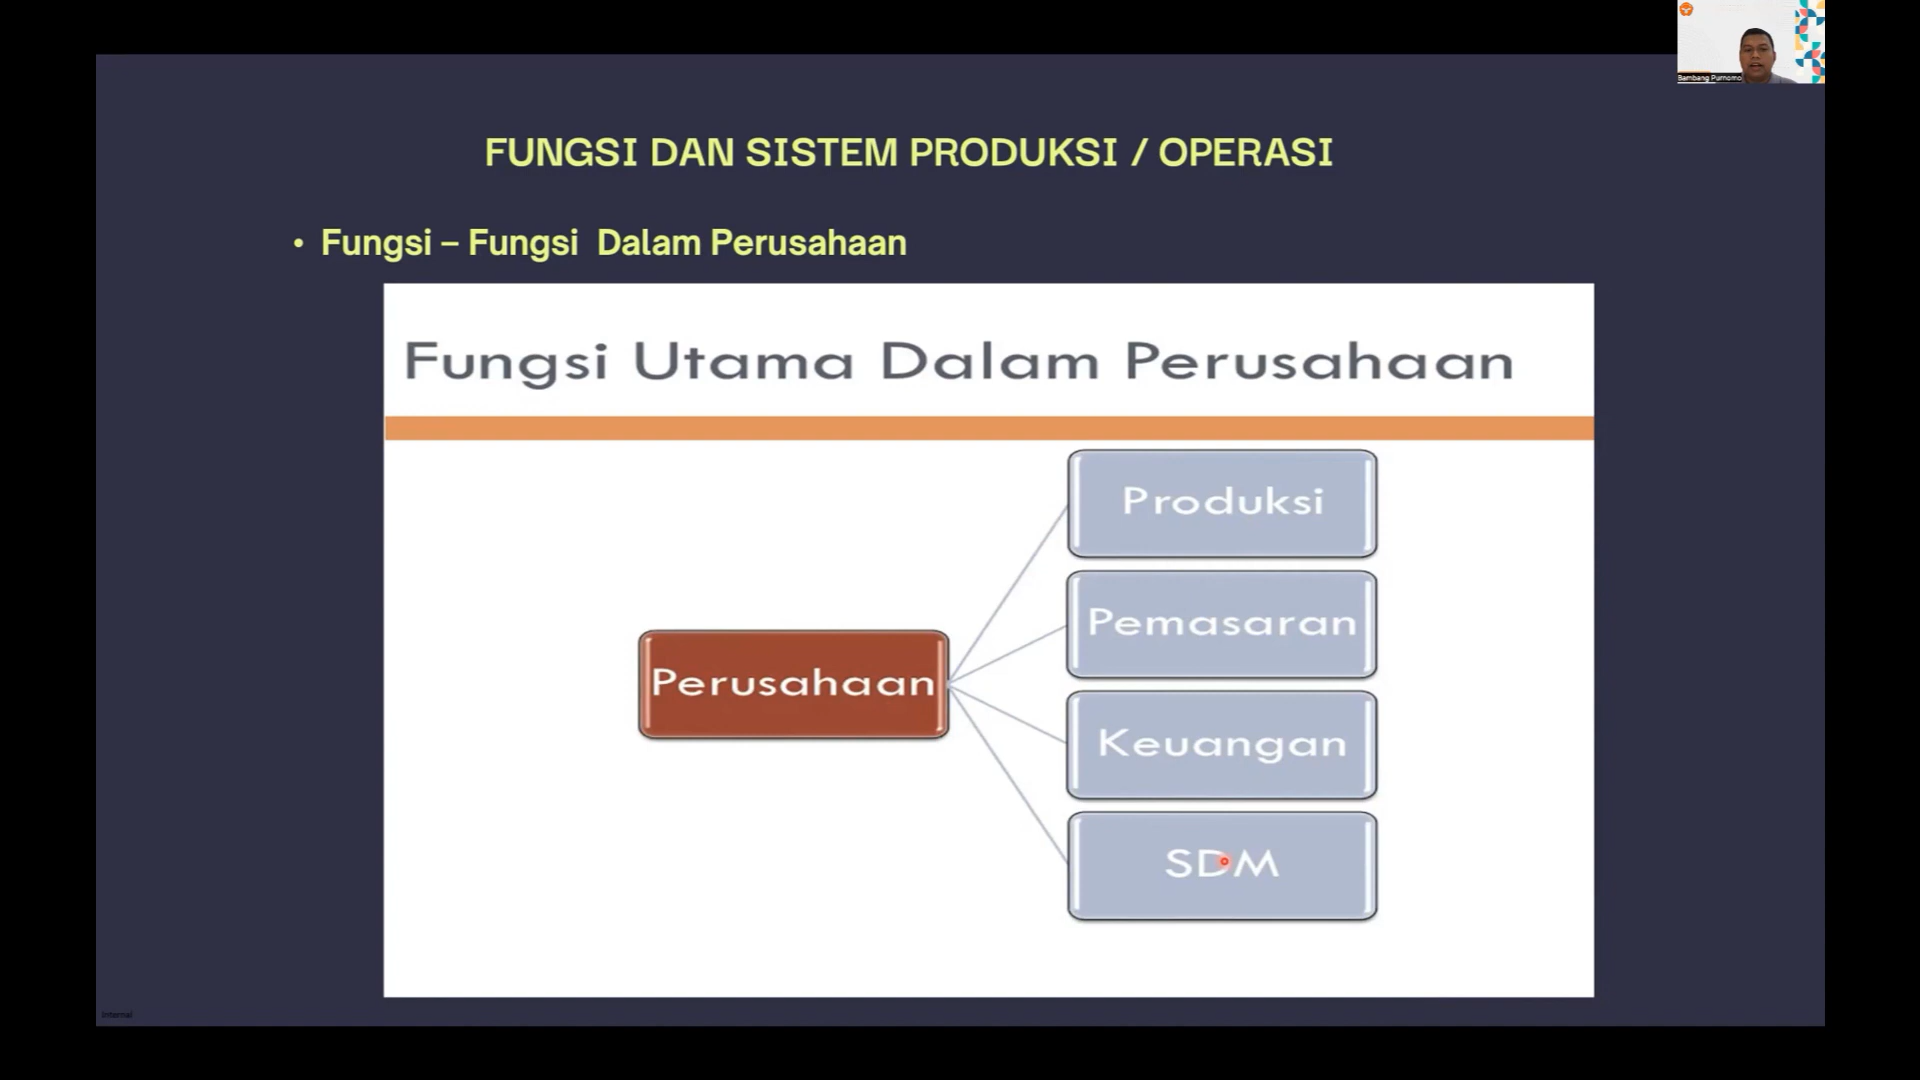 Bambang Purnomo
FUNGSI DAN SISTEM PRODUKSI / OPERASI
• Fungsi – Fungsi Dalam Perusahaan
Fungsi Utama Dalam Perusahaan
Perusahaan
Produksi
Pemasaran
Keuangan
SDM
Internal